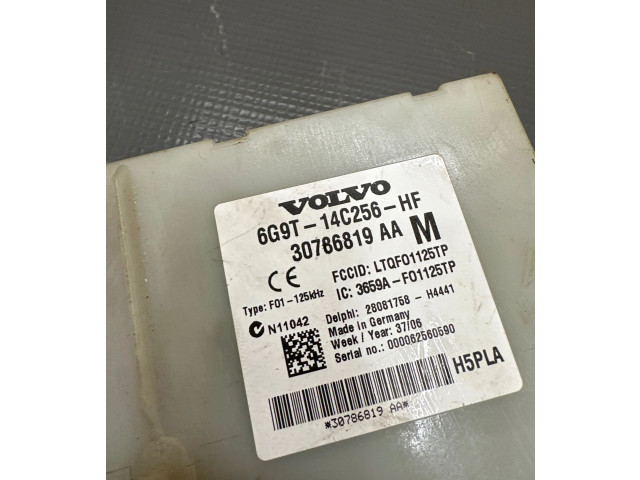 VOLVO
6G9T-14C256-HF
30786819 AA M
CE
FCCID: LTQF01125TP
Type: F01-125kHz IC: 3659A-F01125TP
N11042
Delphi: 28081758 - H4441
Made in Germany
Week / Year: 37/06
Serial no.: 000062560590
H5PLA
*30786819 AA*